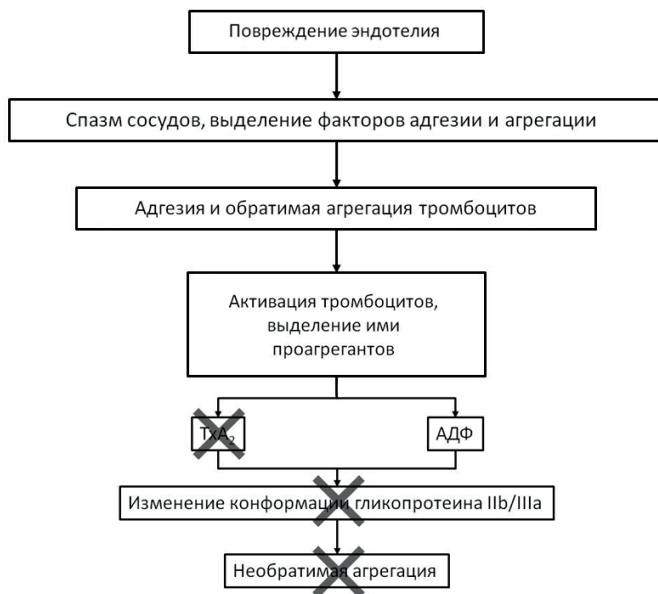 Повреждение эндотелия
Спазм сосудов, выделение факторов адгезии и агрегации
Адгезия и обратимая агрегация тромбоцитов
Активация тромбоцитов,
выделение ими
проагрегантов
TxA₂
АДФ
Изменение конформации гликопротеина IIb/IIIa
Необратимая агрегация